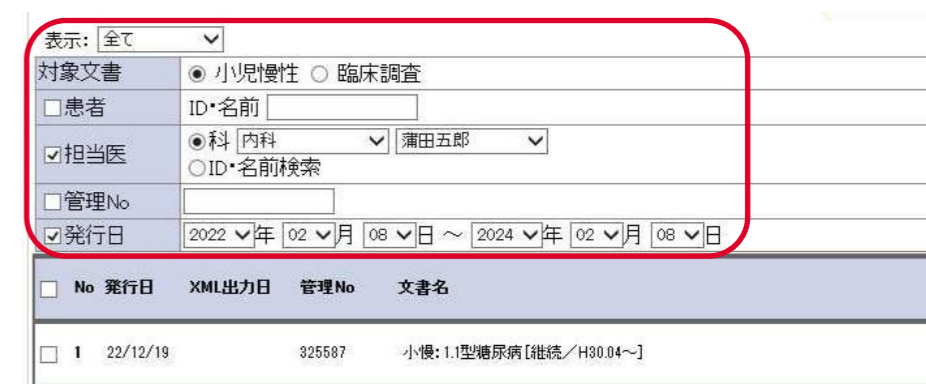 表示: 全て
対象文書 小児慢性 臨床調査
患者 ID・名前
担当医 科 内科 蒲田五郎
ID・名前検索
管理No
発行日 2022 年 02 月 08 日 ～ 2024 年 02 月 08 日
No 発行日 XML出力日 管理No 文書名
1 22/12/19 325587 小慢: 1.1型糖尿病 [継続／H30.04～]